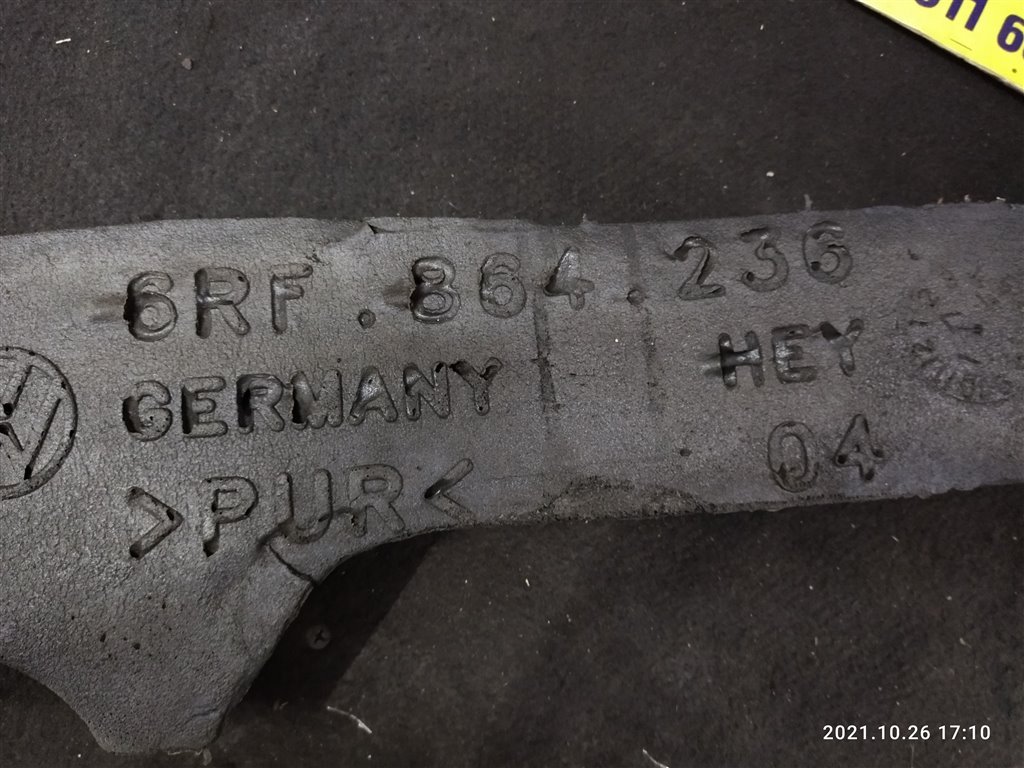 6RF.864.236
GERMANY HEY
>PUR< 04
2021.10.26 17:10